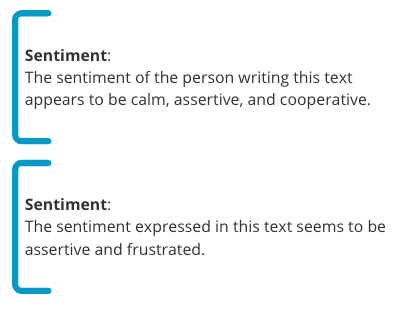 Sentiment:
The sentiment of the person writing this text
appears to be calm, assertive, and cooperative.
Sentiment:
The sentiment expressed in this text seems to be
assertive and frustrated.